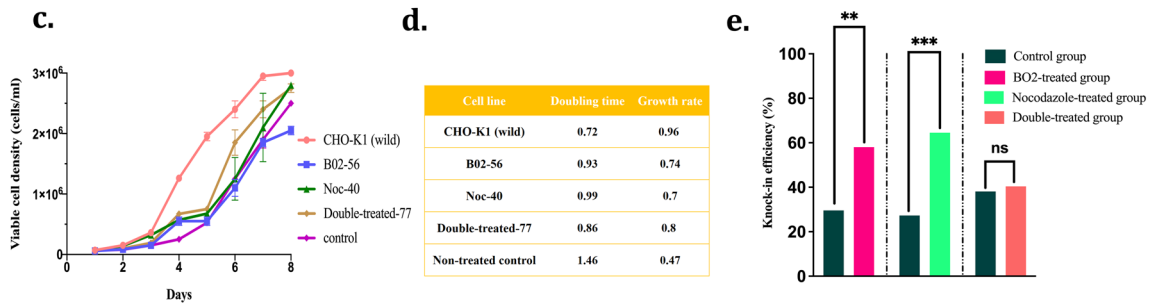 c.
Viable cell density (cells/ml)
3×10⁶
2×10⁶
1×10⁶
0
0 2 4 6 8
Days
CHO-K1 (wild)
B02-56
Noc-40
Double-treated-77
control
d.
Cell line Doubling time Growth rate
CHO-K1 (wild) 0.72 0.96
B02-56 0.93 0.74
Noc-40 0.99 0.7
Double-treated-77 0.86 0.8
Non-treated control 1.46 0.47
e.
Knock-in efficiency (%)
100
80
60
40
20
0
**
***
ns
Control group
BO2-treated group
Nocodazole-treated group
Double-treated group